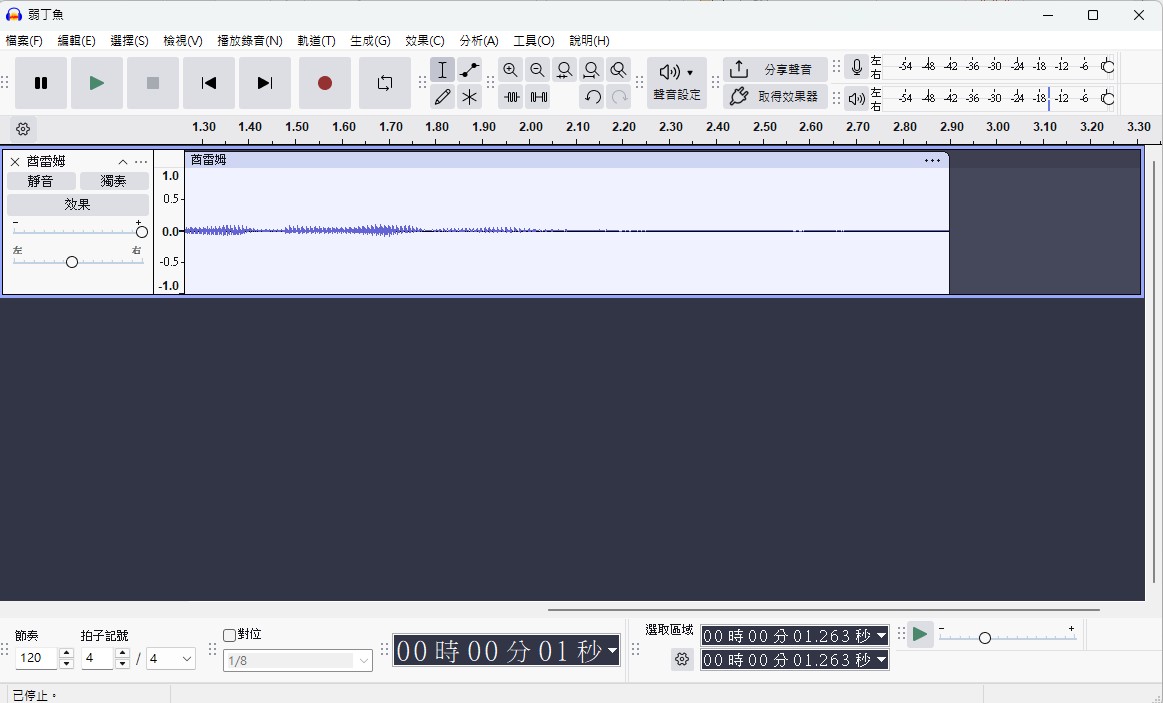 弱丁魚
檔案(F) 編輯(E) 選擇(S) 檢視(V) 播放錄音(N) 軌道(T) 生成(G) 效果(C) 分析(A) 工具(O) 說明(H)
聲音設定
分享聲音
取得效果器
左 -54 -48 -42 -36 -30 -24 -18 -12 -6 0
右
左 -54 -48 -42 -36 -30 -24 -18 -12 -6 0
右
1.30 1.40 1.50 1.60 1.70 1.80 1.90 2.00 2.10 2.20 2.30 2.40 2.50 2.60 2.70 2.80 2.90 3.00 3.10 3.20 3.30
酋雷姆
靜音 獨奏
效果
- +
左 右
1.0
0.5
0.0
-0.5
-1.0
酋雷姆
節奏
120
拍子記號
4 / 4
對位
1/8
00 時 00 分 01 秒
選取區域
00 時 00 分 01.263 秒
00 時 00 分 01.263 秒
- +
已停止。